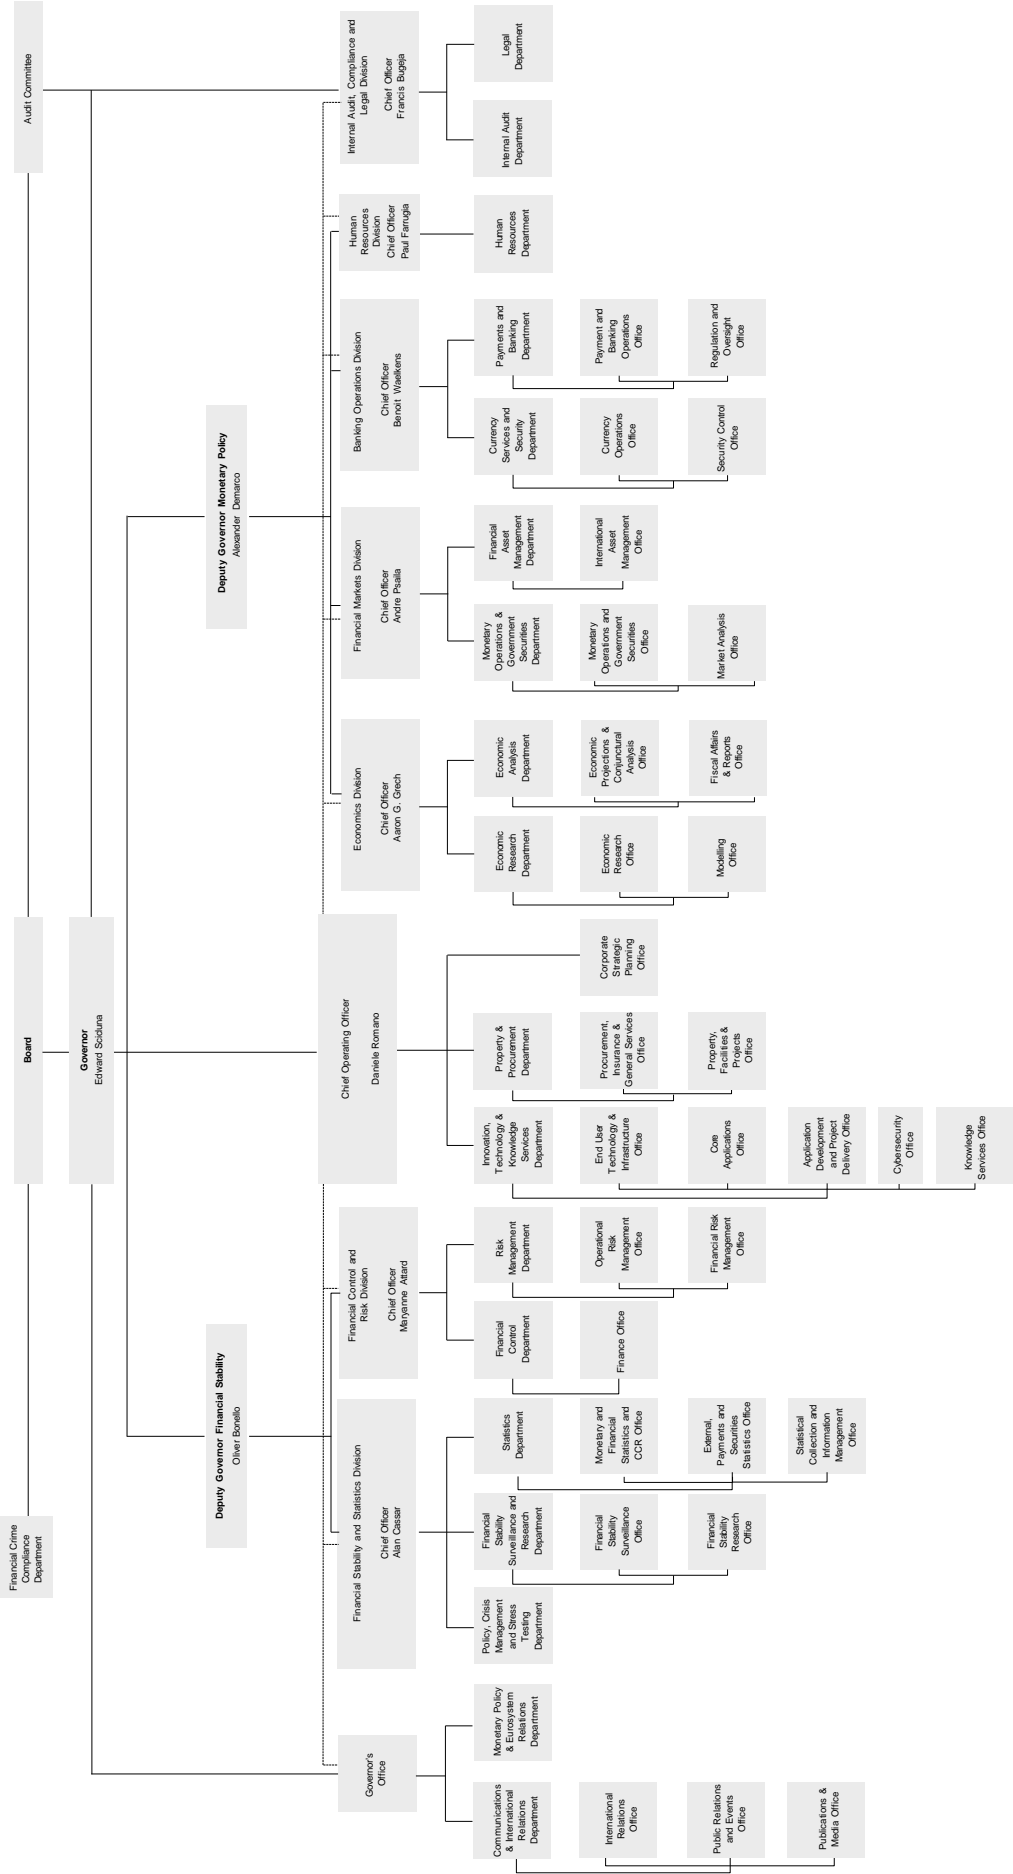 Financial Crime
Compliance
Department
Board
Audit Committee
Governor
Edward Scicluna
Deputy Governor Financial Stability
Oliver Bonello
Deputy Governor Monetary Policy
Alexander Demarco
Governor's
Office
Financial Stability and Statistics Division
Chief Officer
Alan Cassar
Financial Control and
Risk Division
Chief Officer
Maryanne Attard
Chief Operating Officer
Daniele Romano
Economics Division
Chief Officer
Aaron G. Grech
Financial Markets Division
Chief Officer
Andre Psaila
Banking Operations Division
Chief Officer
Benoit Waelkens
Human
Resources
Division
Chief Officer
Paul Farrugia
Internal Audit, Compliance and
Legal Division
Chief Officer
Francis Bugeja
Communications
& International
Relations
Department
Monetary Policy
& Eurosystem
Relations
Department
Policy, Crisis
Management
and Stress
Testing
Department
Financial
Stability
Surveillance and
Research
Department
Statistics
Department
Financial
Control
Department
Risk
Management
Department
Innovation,
Technology &
Knowledge
Services
Department
Property &
Procurement
Department
Economic
Research
Department
Economic
Analysis
Department
Monetary
Operations &
Government
Securities
Department
Financial
Asset
Management
Department
Currency
Services and
Security
Department
Payments and
Banking
Department
Human
Resources
Department
Internal Audit
Department
Legal
Department
International
Relations
Office
Financial
Stability
Surveillance
Office
Monetary and
Financial
Statistics and
CCR Office
Finance Office
Operational
Risk
Management
Office
End User
Technology &
Infrastructure
Office
Procurement,
Insurance &
General Services
Office
Corporate
Strategic
Planning
Office
Economic
Research
Office
Economic
Projections &
Conjunctural
Analysis
Office
Monetary
Operations and
Government
Securities
Office
International
Asset
Management
Office
Currency
Operations
Office
Payment and
Banking
Operations
Office
Public Relations
and Events
Office
Financial
Stability
Research
Office
External,
Payments and
Securities
Statistics Office
Financial Risk
Management
Office
Core
Applications
Office
Property,
Facilities &
Projects
Office
Modelling
Office
Fiscal Affairs
& Reports
Office
Market Analysis
Office
Security Control
Office
Regulation and
Oversight
Office
Publications &
Media Office
Statistical
Collection and
Information
Management
Office
Application
Development
and Project
Delivery Office
Cybersecurity
Office
Knowledge
Services Office